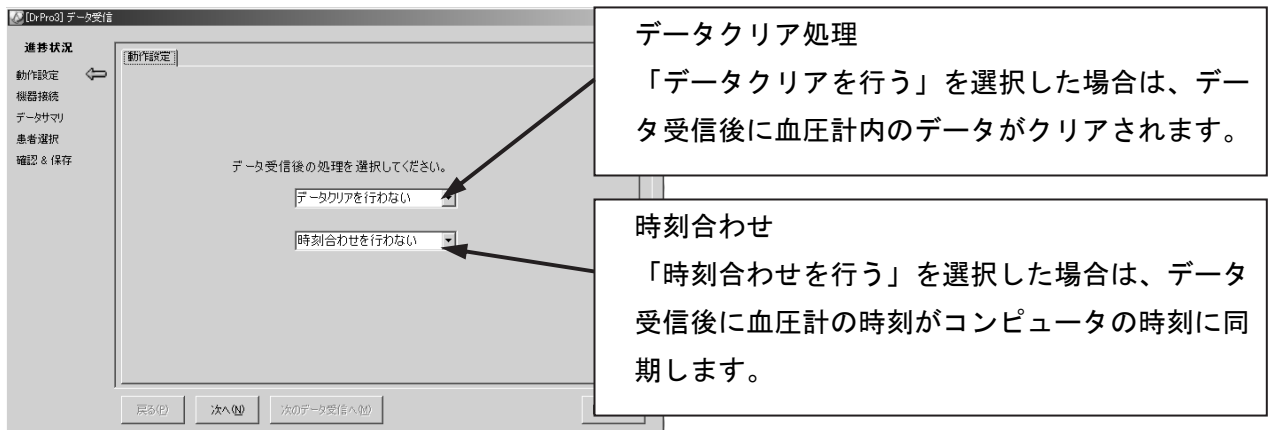 [DrPro3] データ受信
進捗状況
動作設定
機器接続
データサマリ
患者選択
確認 & 保存
動作設定
データ受信後の処理を選択してください。
データクリアを行わない
時刻合わせを行わない
戻る(P)
次へ(N)
次のデータ受信へ(M)
データクリア処理
「データクリアを行う」を選択した場合は、デー
タ受信後に血圧計内のデータがクリアされます。
時刻合わせ
「時刻合わせを行う」を選択した場合は、データ
受信後に血圧計の時刻がコンピュータの時刻に同
期します。